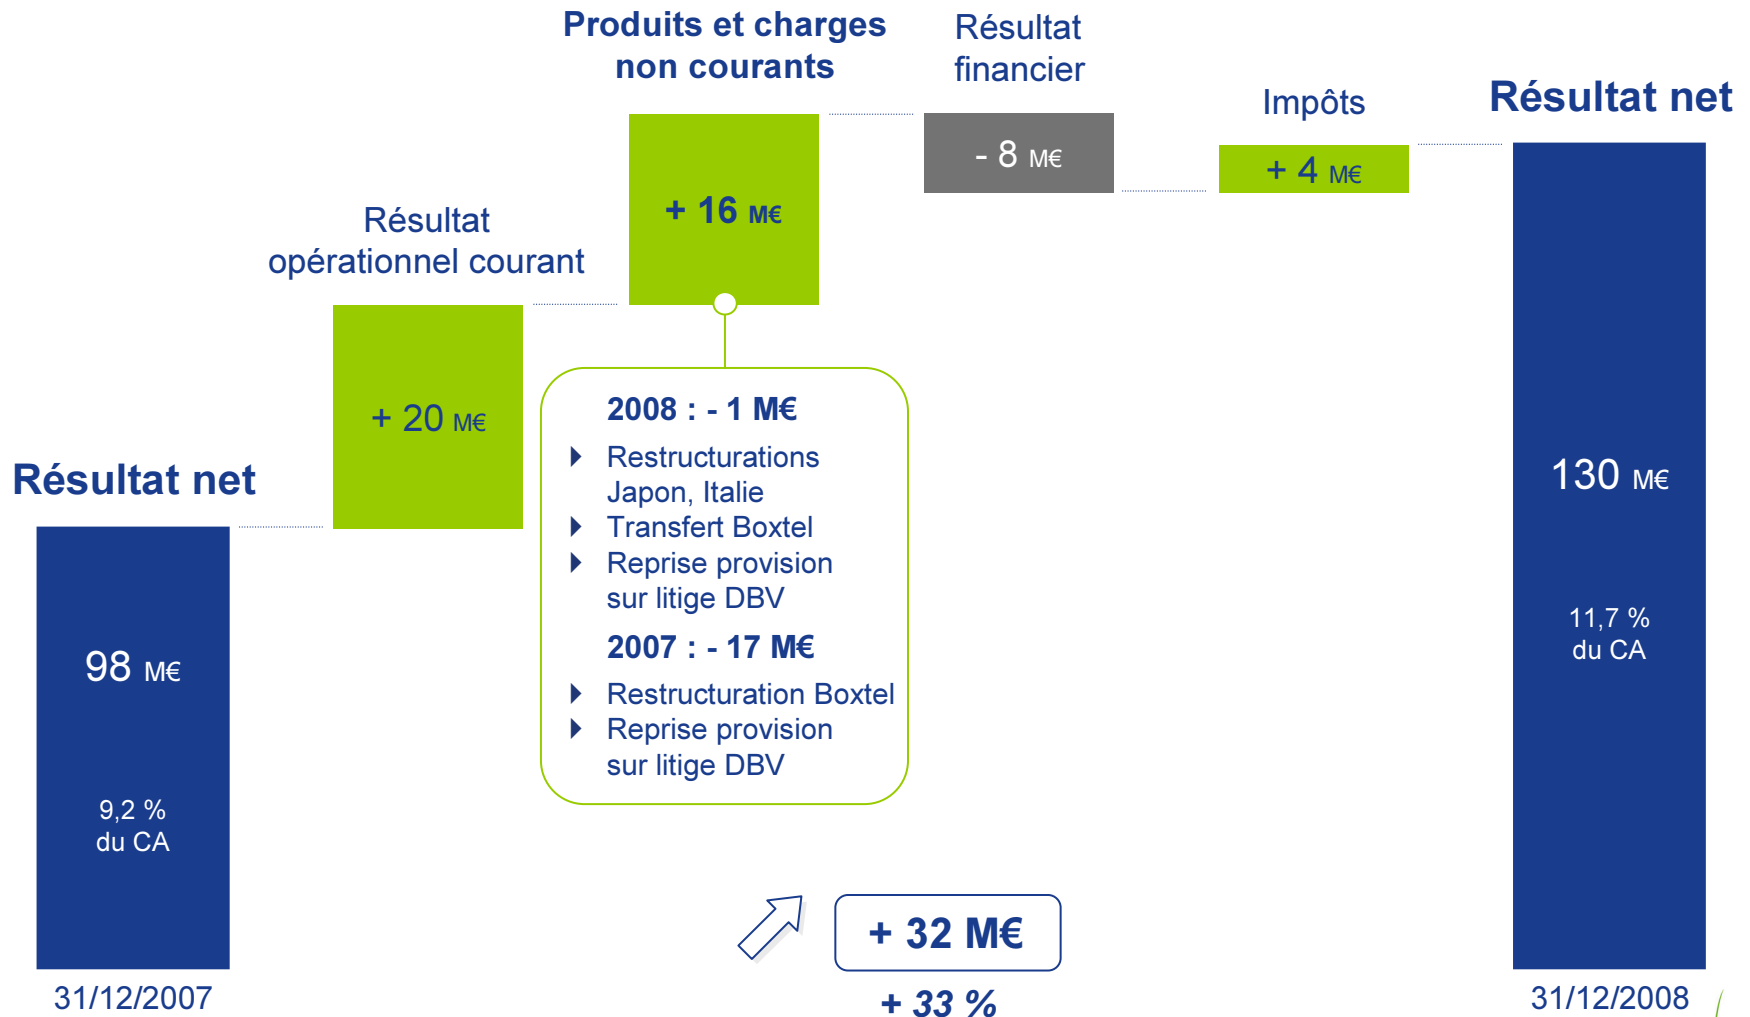 Produits et charges
non courants
Résultat
financier
Impôts
Résultat net
- 8 M€
+ 4 M€
+ 16 M€
Résultat
opérationnel courant
+ 20 M€
Résultat net
98 M€
9,2 %
du CA
31/12/2007
2008 : - 1 M€
Restructurations
Japon, Italie
Transfert Boxtel
Reprise provision
sur litige DBV
2007 : - 17 M€
Restructuration Boxtel
Reprise provision
sur litige DBV
130 M€
11,7 %
du CA
31/12/2008
+ 32 M€
+ 33 %